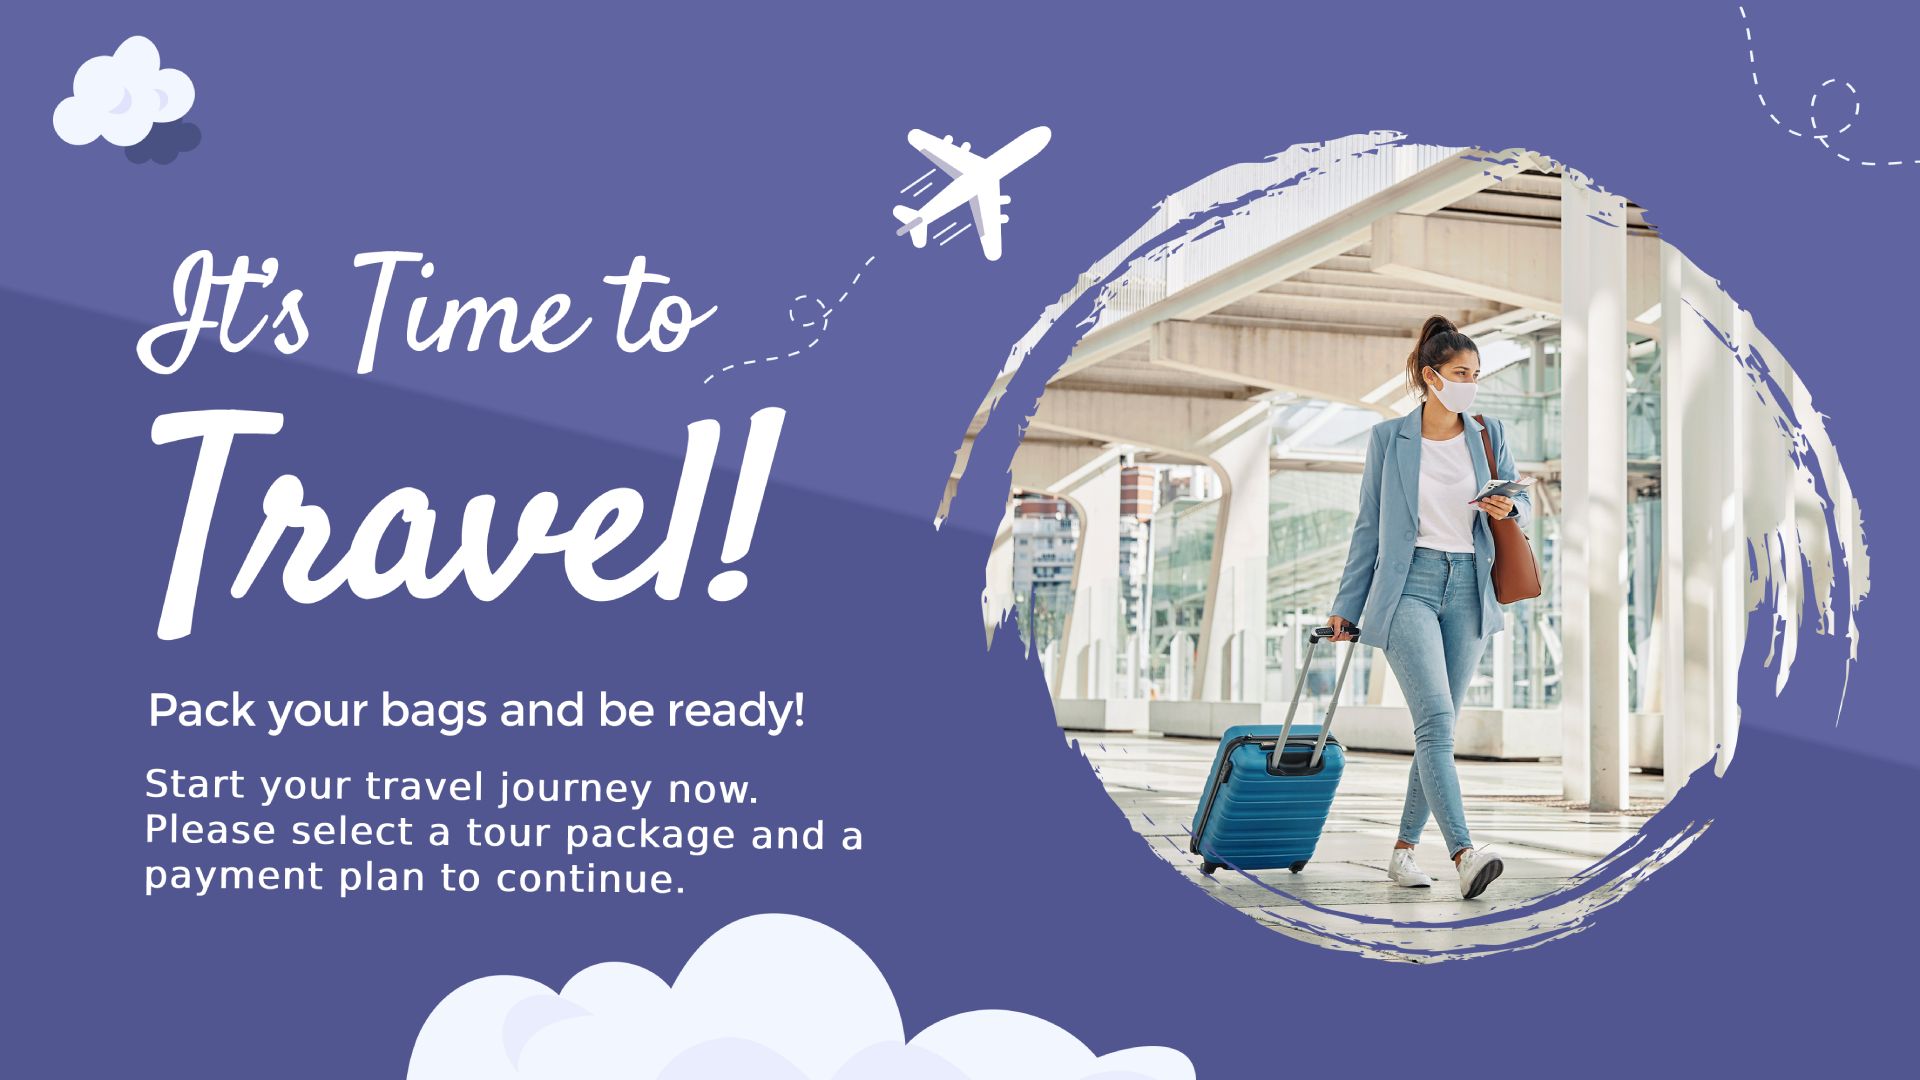 It's Time to
Travel!
Pack your bags and be ready!
Start your travel journey now.
Please select a tour package and a
payment plan to continue.